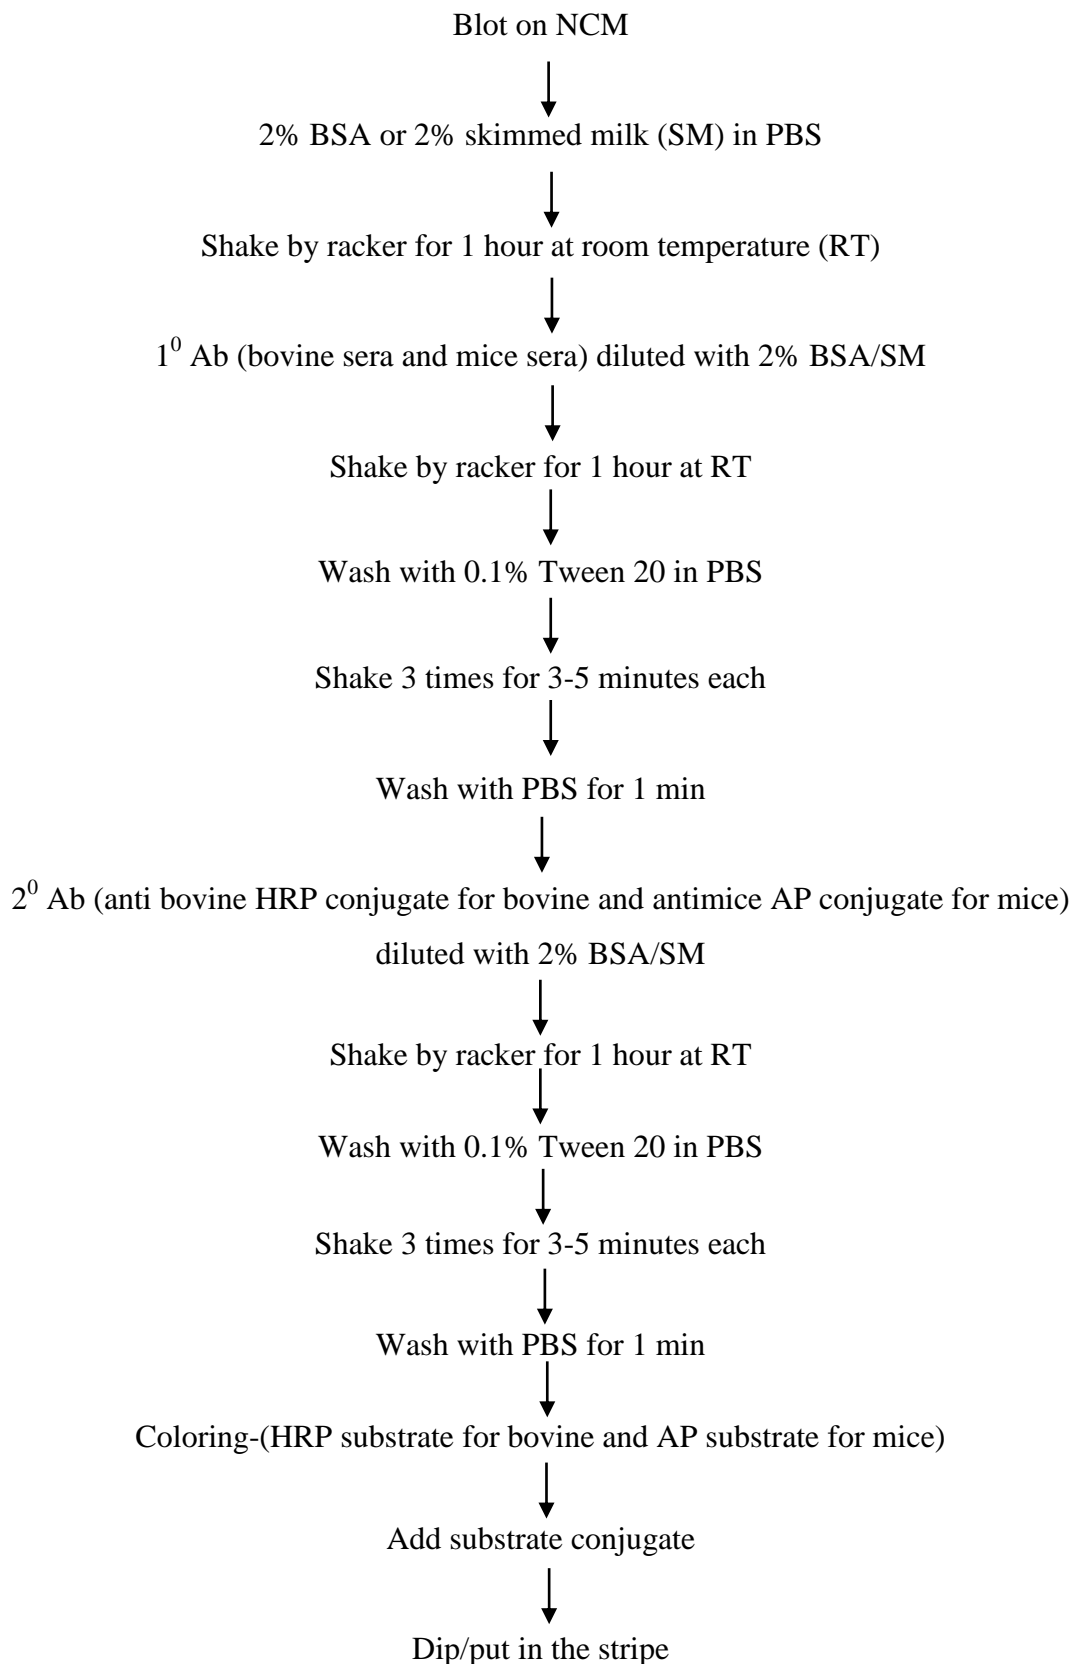 Blot on NCM
2% BSA or 2% skimmed milk (SM) in PBS
Shake by racker for 1 hour at room temperature (RT)
1⁰ Ab (bovine sera and mice sera) diluted with 2% BSA/SM
Shake by racker for 1 hour at RT
Wash with 0.1% Tween 20 in PBS
Shake 3 times for 3-5 minutes each
Wash with PBS for 1 min
2⁰ Ab (anti bovine HRP conjugate for bovine and antimice AP conjugate for mice)
diluted with 2% BSA/SM
Shake by racker for 1 hour at RT
Wash with 0.1% Tween 20 in PBS
Shake 3 times for 3-5 minutes each
Wash with PBS for 1 min
Coloring-(HRP substrate for bovine and AP substrate for mice)
Add substrate conjugate
Dip/put in the stripe